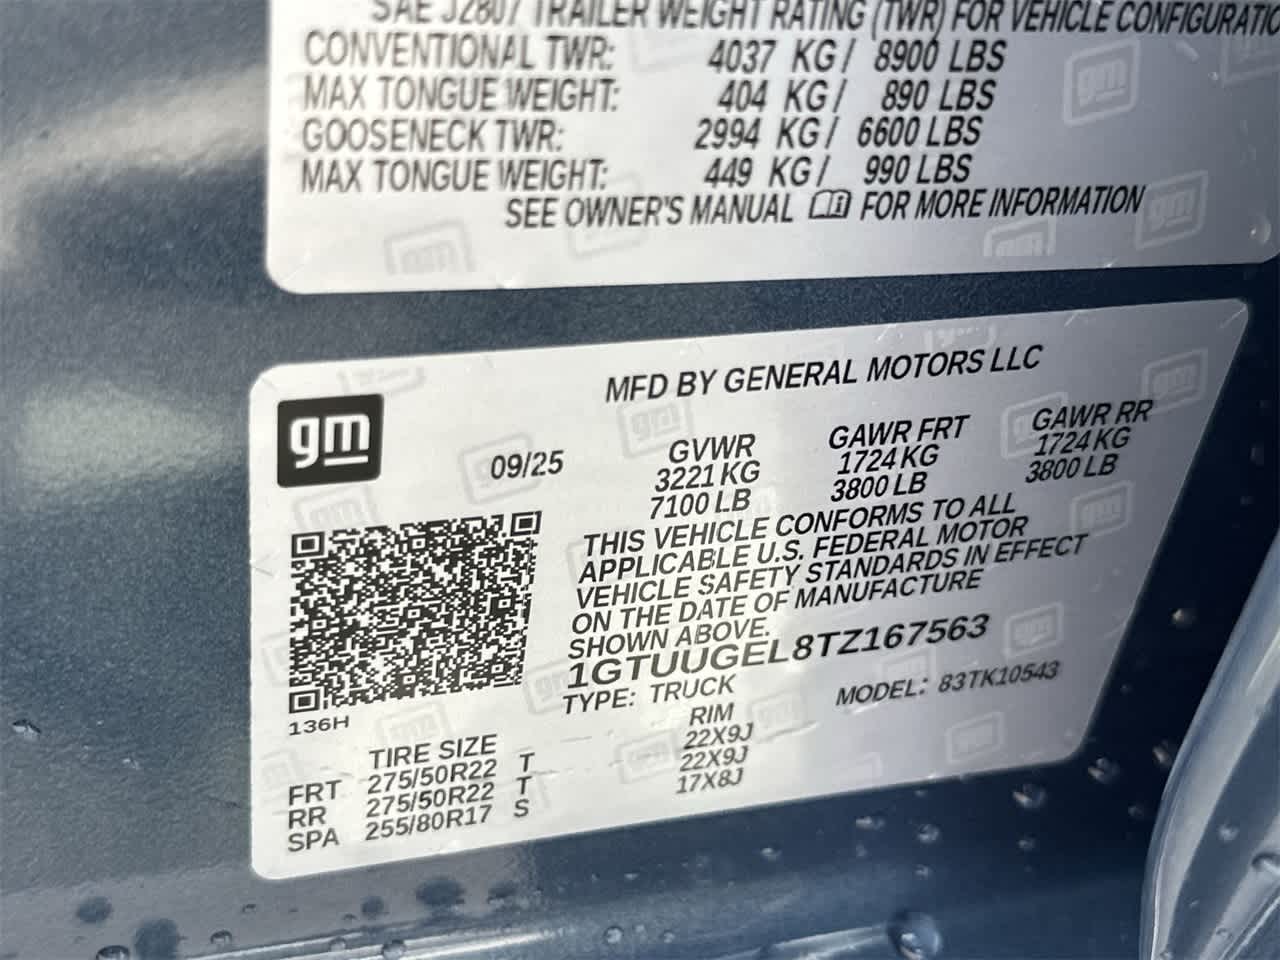 SAE J2807 TRAILER WEIGHT RATING (TWR) FOR VEHICLE CONFIGURATIO
CONVENTIONAL TWR: 4037 KG/ 8900 LBS
MAX TONGUE WEIGHT: 404 KG/ 890 LBS
GOOSENECK TWR: 2994 KG/ 6600 LBS
MAX TONGUE WEIGHT: 449 KG/ 990 LBS
SEE OWNER'S MANUAL FOR MORE INFORMATION
gm
MFD BY GENERAL MOTORS LLC
09/25 GVWR GAWR FRT GAWR RR
3221 KG 1724 KG 1724 KG
7100 LB 3800 LB 3800 LB
THIS VEHICLE CONFORMS TO ALL
APPLICABLE U.S. FEDERAL MOTOR
VEHICLE SAFETY STANDARDS IN EFFECT
ON THE DATE OF MANUFACTURE
SHOWN ABOVE.
1GTUUGEL8TZ167563
TYPE: TRUCK MODEL: 83TK10543
136H
TIRE SIZE RIM
FRT 275/50R22 T 22X9J
RR 275/50R22 T 22X9J
SPA 255/80R17 S 17X8J